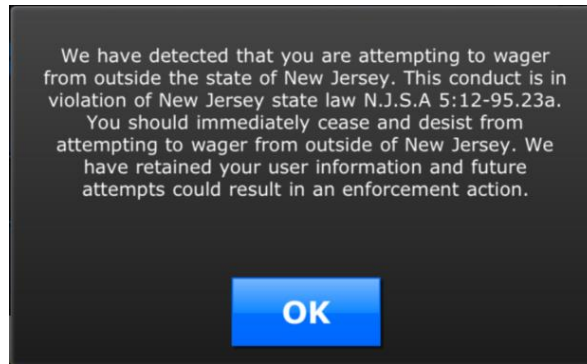 We have detected that you are attempting to wager
from outside the state of New Jersey. This conduct is in
violation of New Jersey state law N.J.S.A 5:12-95.23a.
You should immediately cease and desist from
attempting to wager from outside of New Jersey. We
have retained your user information and future
attempts could result in an enforcement action.
OK